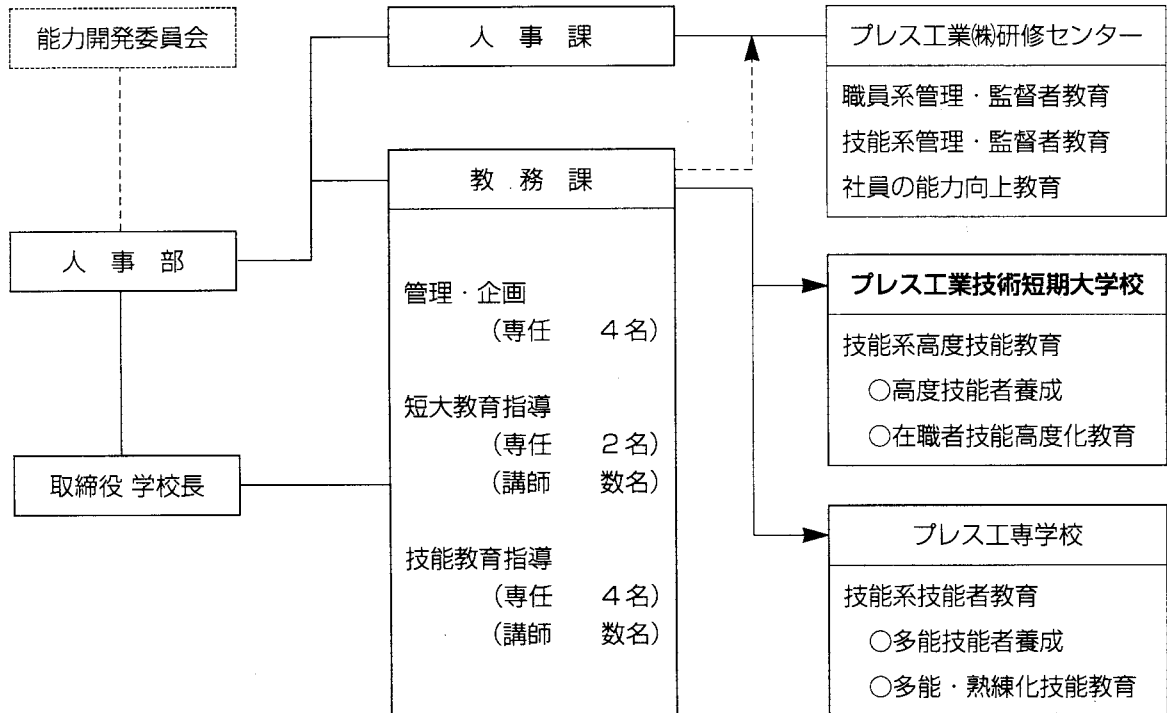 能力開発委員会
人事部
取締役 学校長
人事課
教務課
管理・企画
(専任 4名)
短大教育指導
(専任 2名)
(講師 数名)
技能教育指導
(専任 4名)
(講師 数名)
プレス工業㈱研修センター
職員系管理・監督者教育
技能系管理・監督者教育
社員の能力向上教育
プレス工業技術短期大学校
技能系高度技能教育
○高度技能者養成
○在職者技能高度化教育
プレス工専学校
技能系技能者教育
○多能技能者養成
○多能・熟練化技能教育